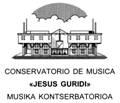 CONSERVATORIO DE MUSICA
«JESUS GURIDI»
MUSIKA KONTSERBATORIOA